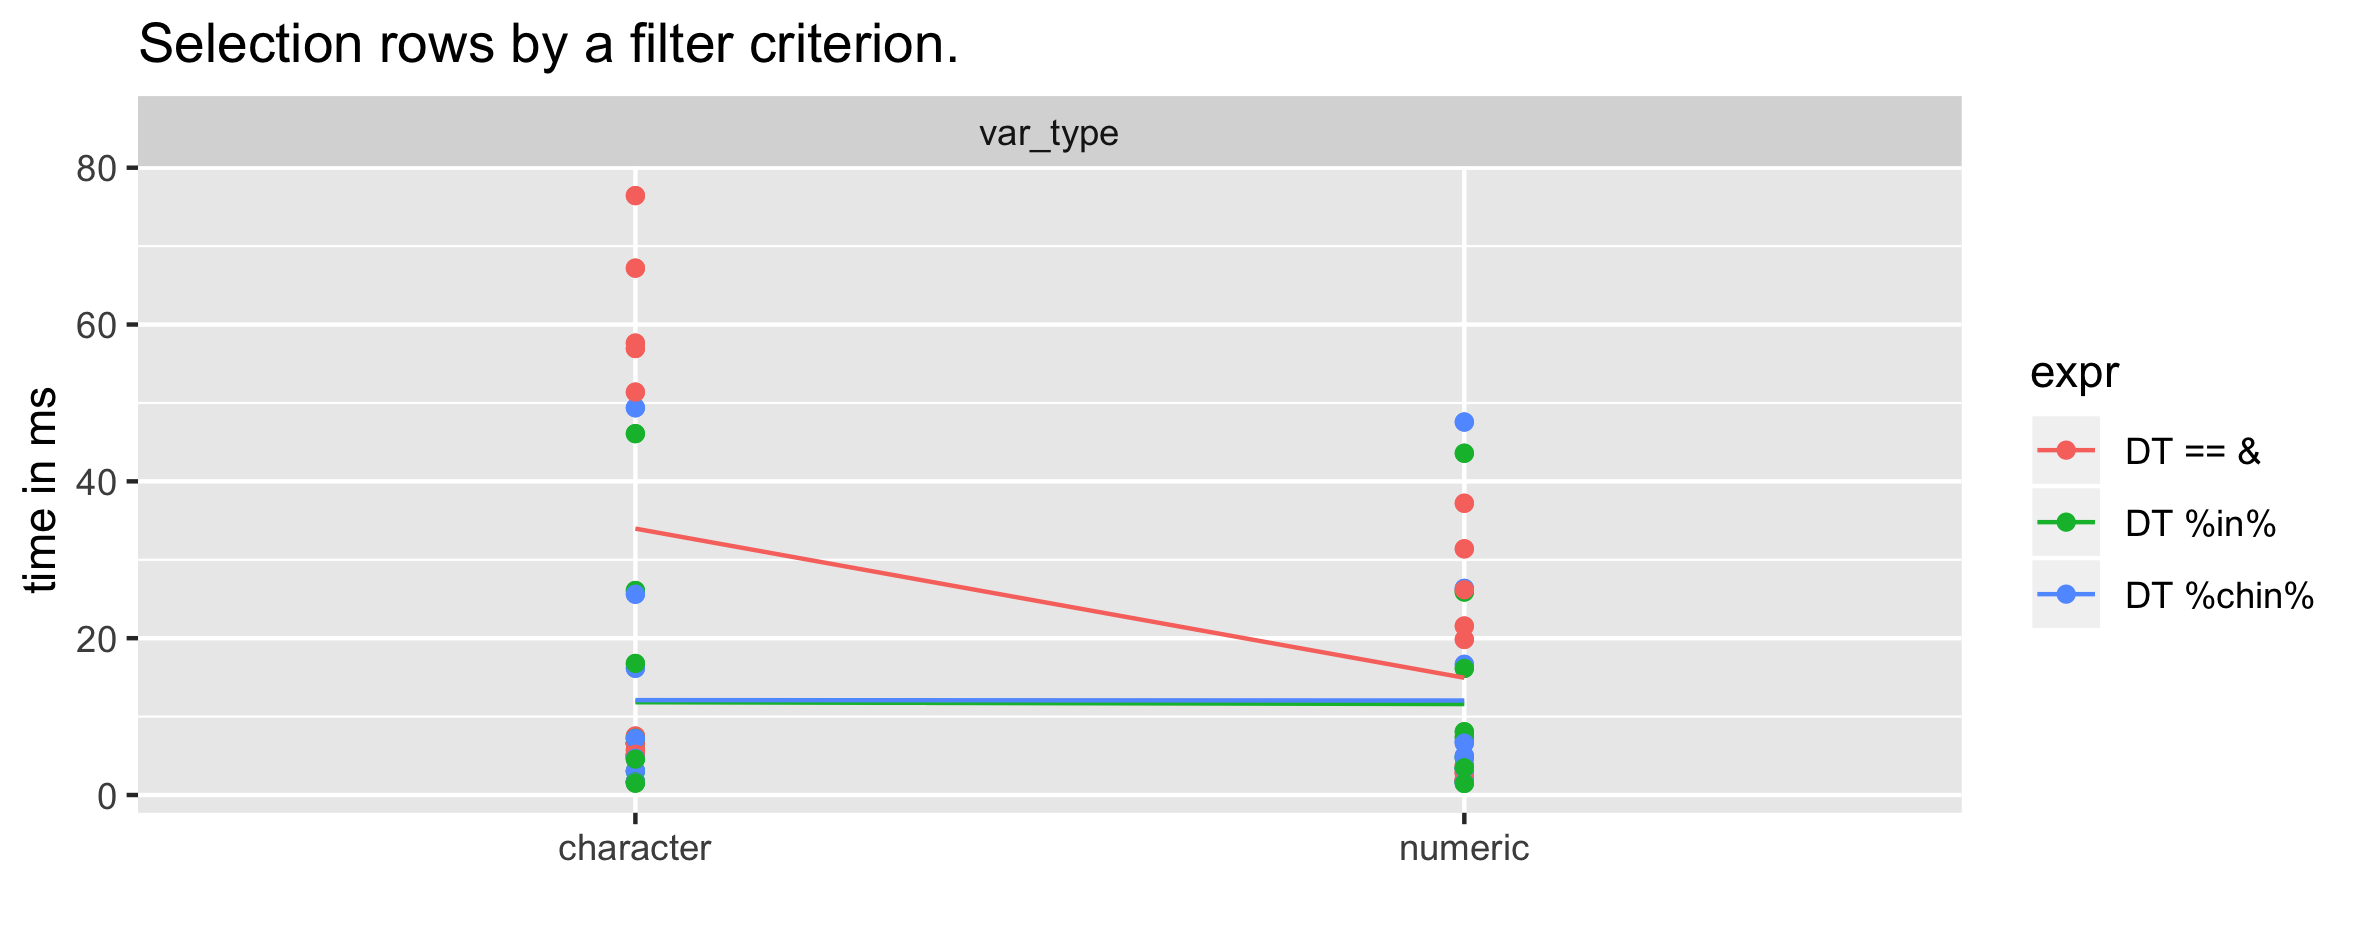 Selection rows by a filter criterion.
var_type
80
60
40
20
0
time in ms
character
numeric
expr
DT == &
DT %in%
DT %chin%